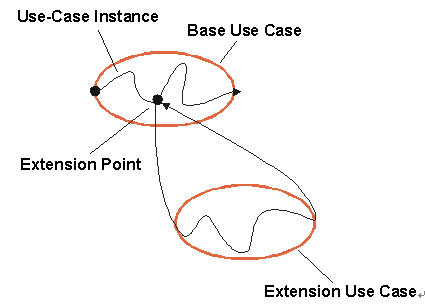 Use-Case Instance
Base Use Case
Extension Point
Extension Use Case